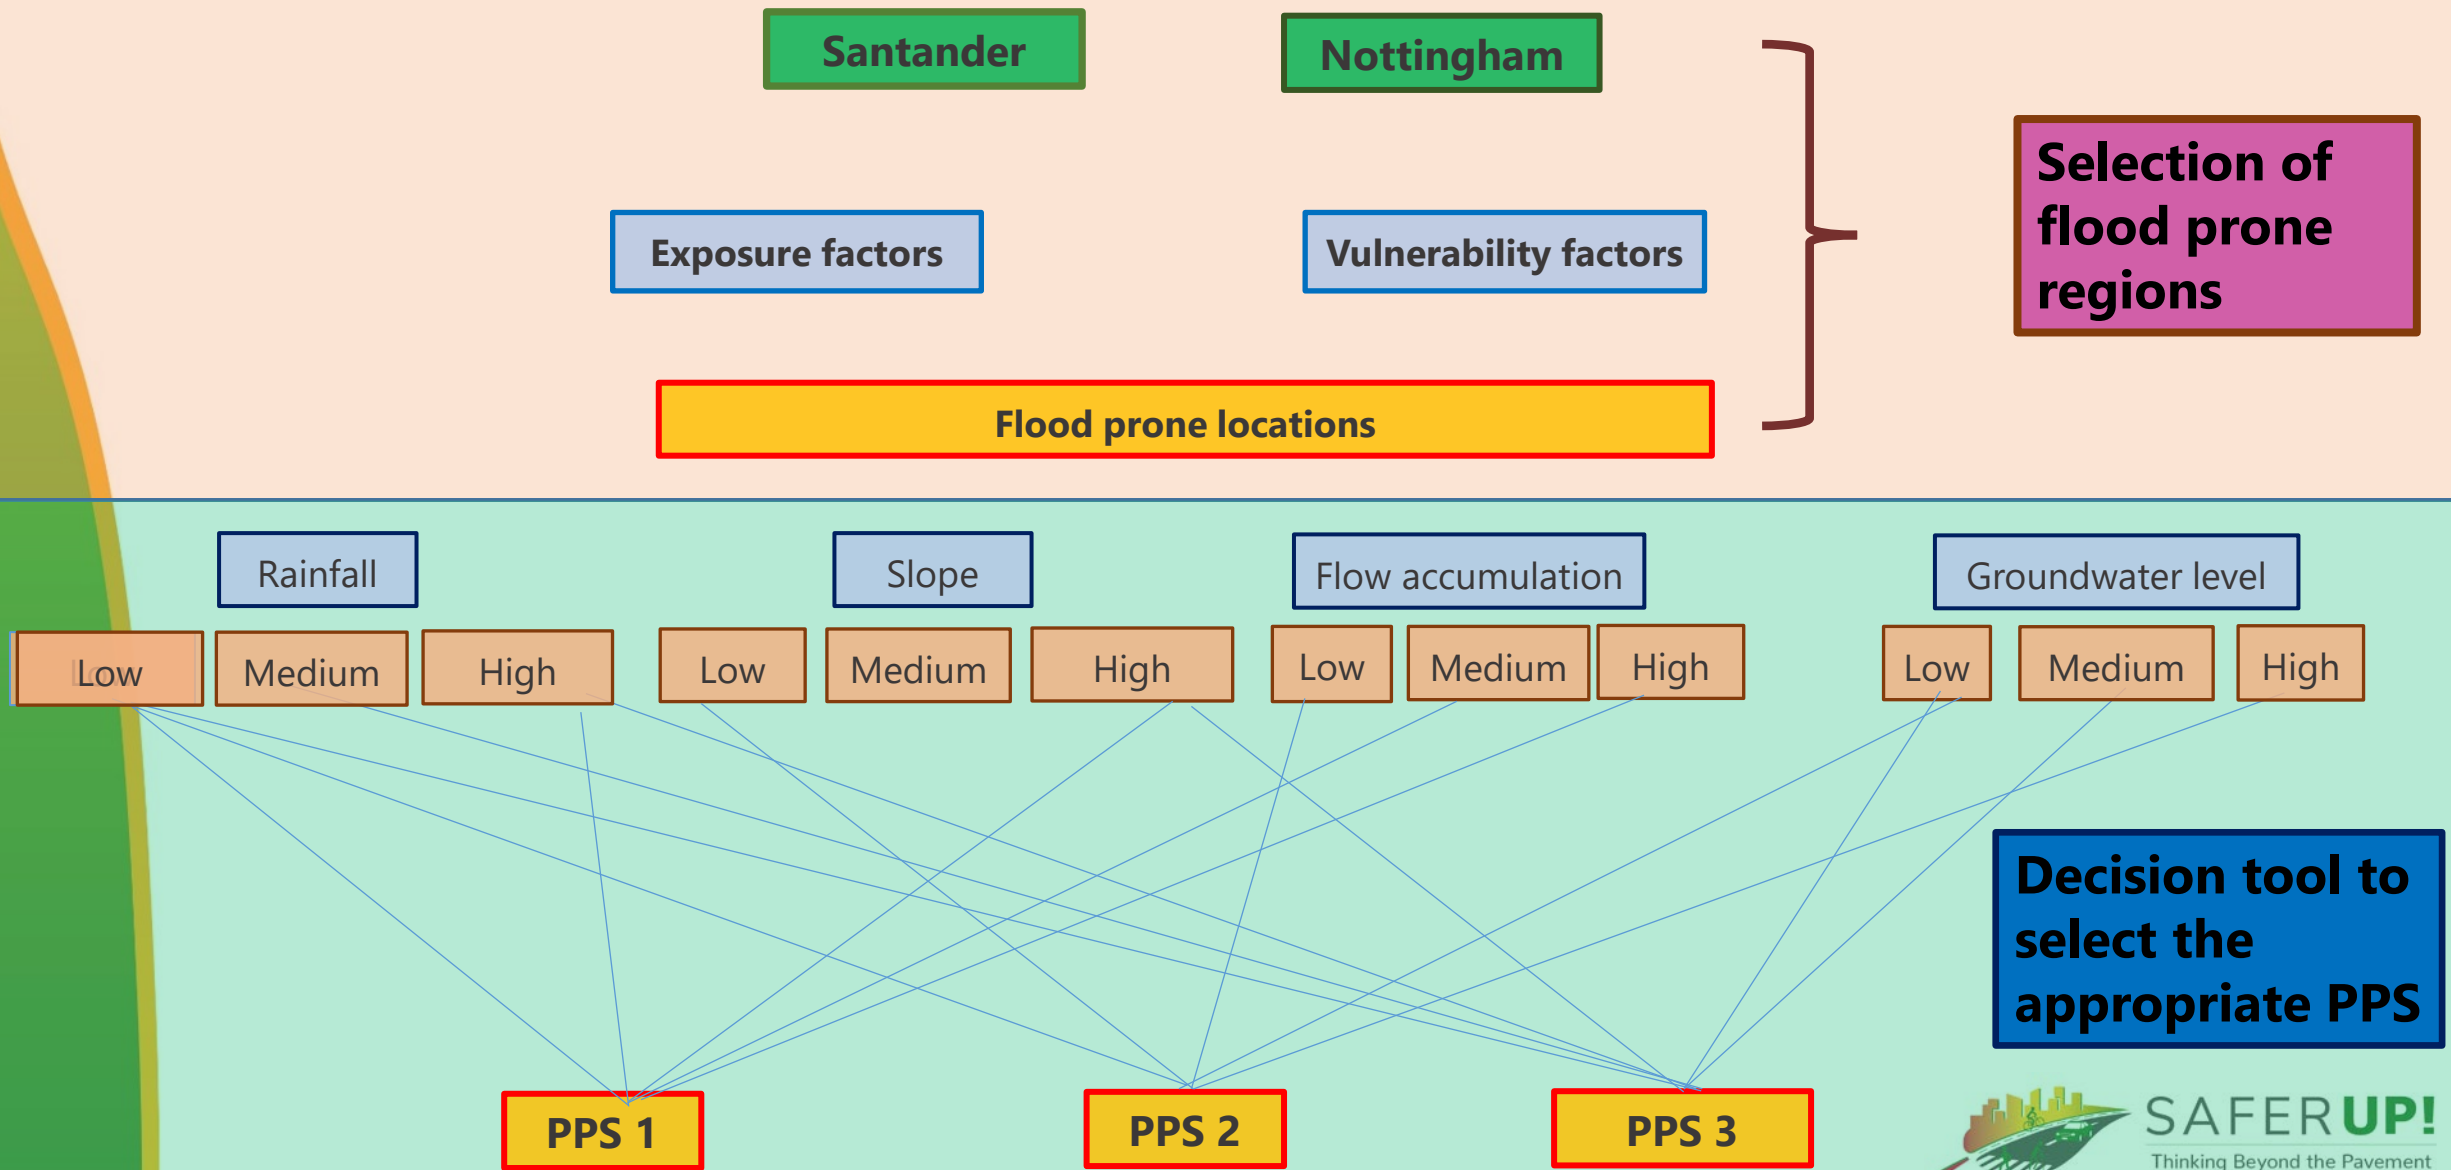 Santander
Nottingham
Selection of
flood prone
regions
Exposure factors
Vulnerability factors
Flood prone locations
Rainfall
Slope
Flow accumulation
Groundwater level
Low
Medium
High
Low
Medium
High
Low
Medium
High
Low
Medium
High
Decision tool to
select the
appropriate PPS
PPS 1
PPS 2
PPS 3
SAFERUP!
Thinking Beyond the Pavement